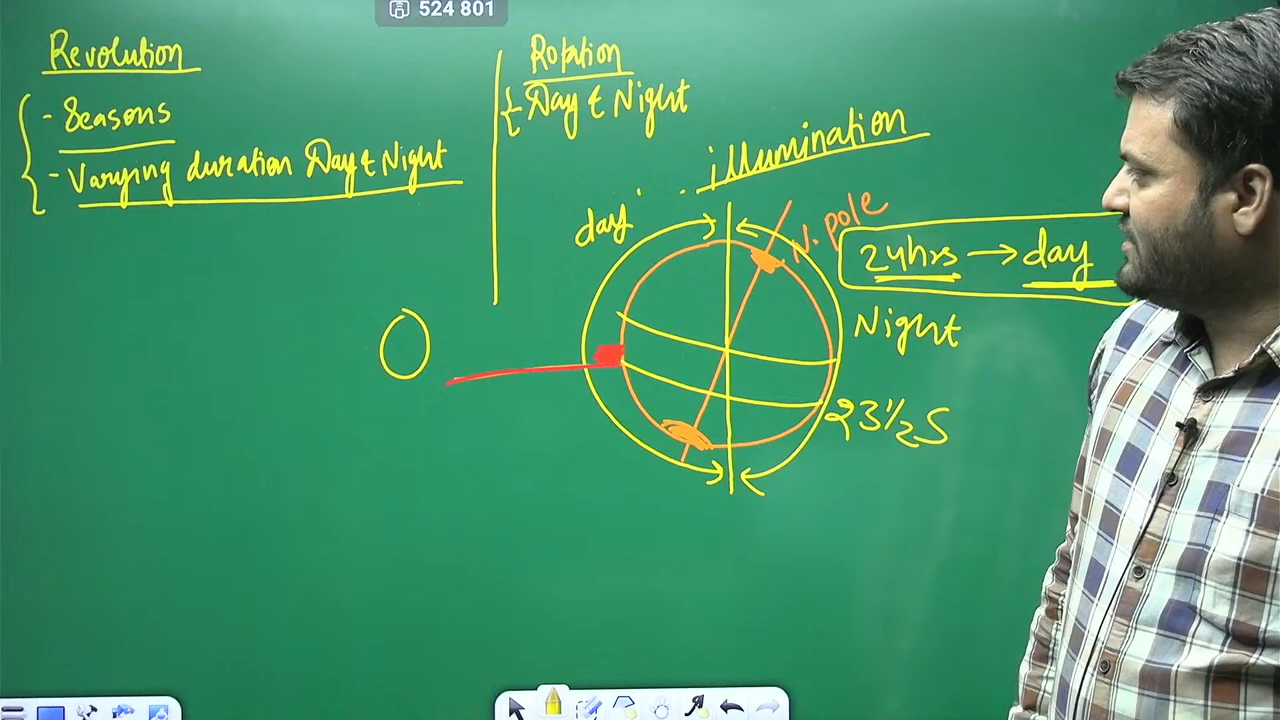 524 801
Revolution
- Seasons
- Varying duration Day & Night
Rotation
Day & Night
illumination
day
N. pole
24hrs → day
Night
23½S